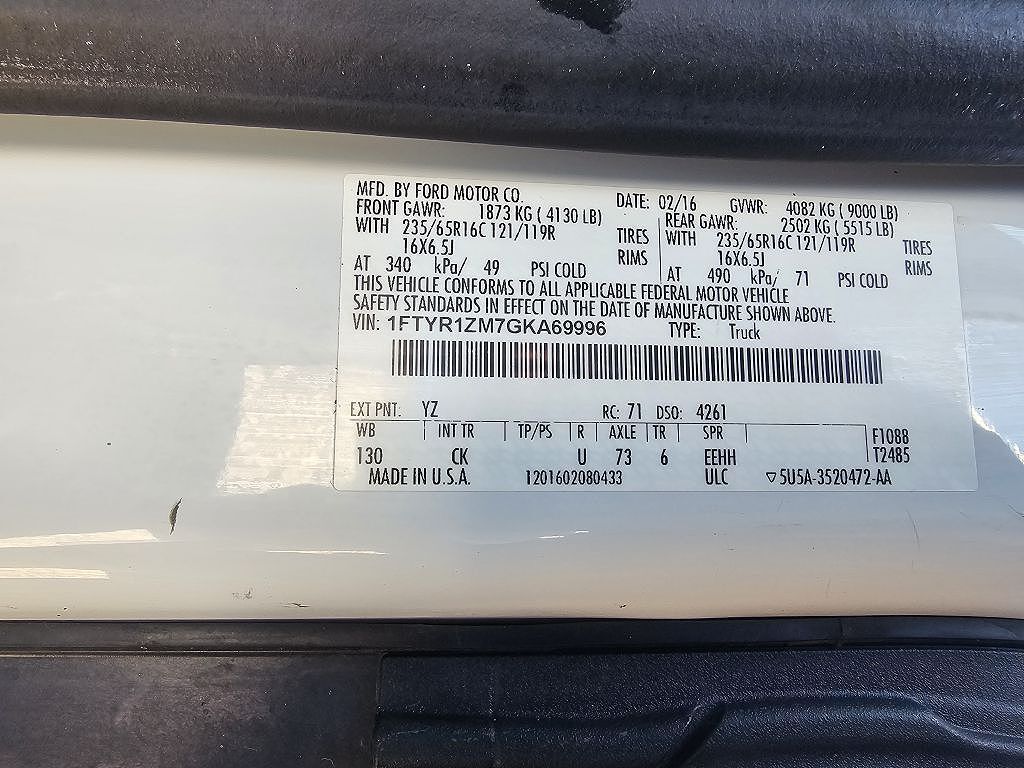 MFD. BY FORD MOTOR CO. DATE: 02/16 GVWR: 4082 KG ( 9000 LB)
FRONT GAWR: 1873 KG ( 4130 LB) REAR GAWR: 2502 KG ( 5515 LB)
WITH 235/65R16C 121/119R TIRES WITH 235/65R16C 121/119R TIRES
16X6.5J RIMS 16X6.5J RIMS
AT 340 kPa/ 49 PSI COLD AT 490 kPa/ 71 PSI COLD
THIS VEHICLE CONFORMS TO ALL APPLICABLE FEDERAL MOTOR VEHICLE
SAFETY STANDARDS IN EFFECT ON THE DATE OF MANUFACTURE SHOWN ABOVE.
VIN: 1FTYR1ZM7GKA69996 TYPE: Truck
EXT PNT: YZ RC: 71 DSO: 4261
WB INT TR TP/PS R AXLE TR SPR F1088
130 CK U 73 6 EEHH T2485
MADE IN U.S.A. 1201602080433 ULC ▽5U5A-3520472-AA